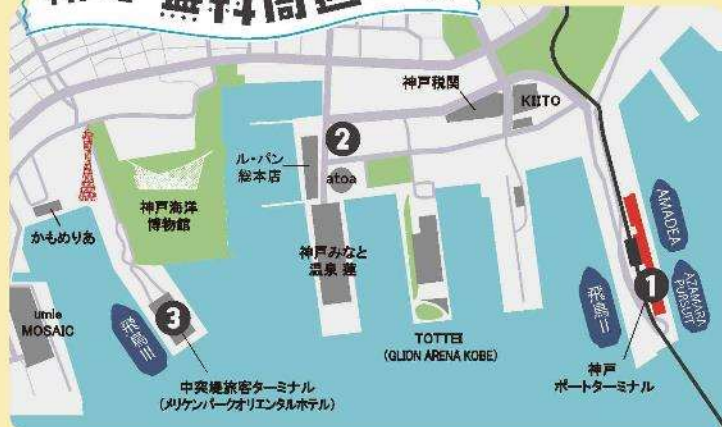 神戸税関
KIITO
2
ル・パン
総本店
atoa
神戸海洋
博物館
かもめりあ
神戸みなと
温泉 蓮
AMADEA
AZAMARA
PURSUIT
1
umie
MOSAIC
飛鳥III
3
飛鳥II
TOTTEI
(GLION ARENA KOBE)
神戸
ポートターミナル
中突堤旅客ターミナル
(メリケンパークオリエンタルホテル)